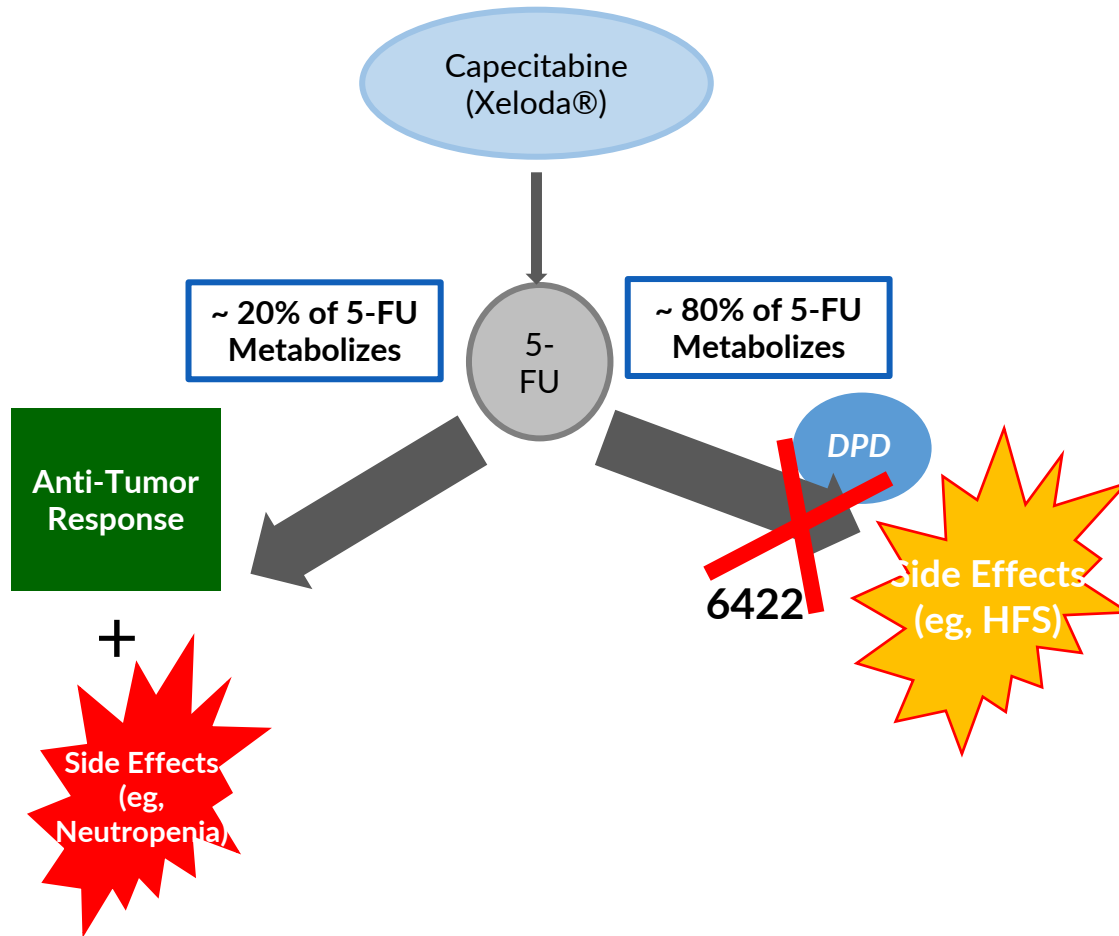 Capecitabine
(Xeloda®)
~ 20% of 5-FU
Metabolizes
~ 80% of 5-FU
Metabolizes
5-
FU
DPD
Anti-Tumor
Response
6422
Side Effects
(eg, HFS)
+
Side Effects
(eg,
Neutropenia)